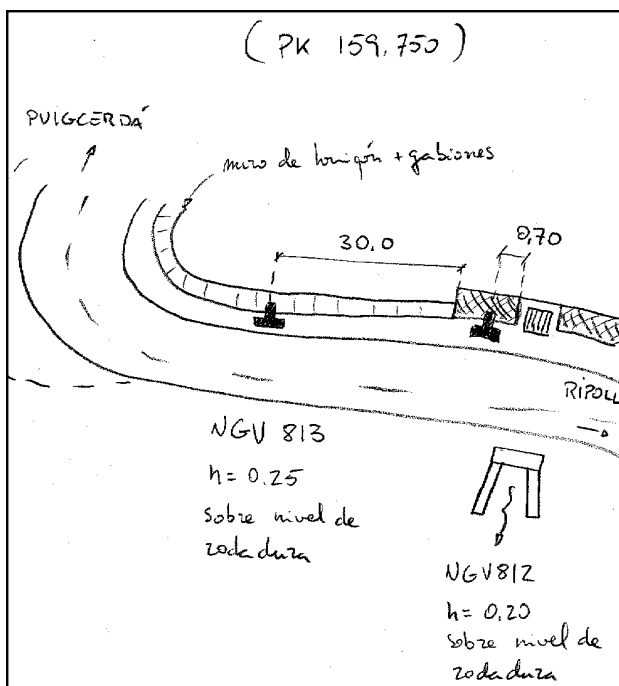 (PK 159.750)
PUIGCERDÁ
muro de homigón + gabiones
30.0
0,70
RIPOLL
NGV 813
h= 0.25
sobre nivel de
rodadura
NGV812
h= 0.20
sobre nivel de
rodadura